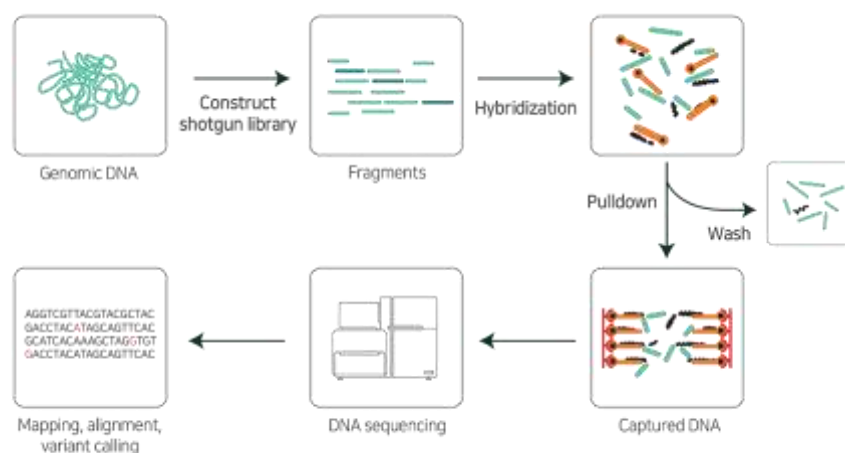 Genomic DNA
Construct
shotgun library
Fragments
Hybridization
Pulldown
Wash
Captured DNA
DNA sequencing
AGGTCGTTACGTACGCTAC
GACCTACATAGCAGTTCAC
GCATCACAAAGCTAGGTGT
GACCTACATAGCAGTTCAC
Mapping, alignment,
variant calling